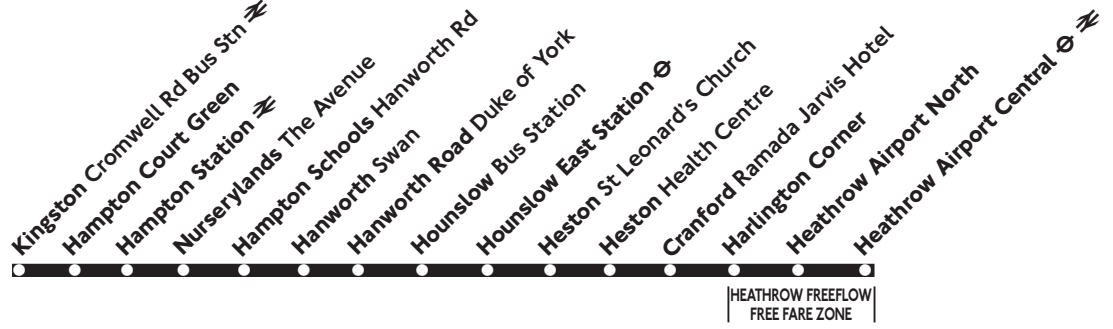 Kingston Cromwell Rd Bus Stn
Hampton Court Green
Hampton Station
Nurserylands The Avenue
Hampton Schools Hanworth Rd
Hanworth Swan
Hanworth Road Duke of York
Hounslow Bus Station
Hounslow East Station
Heston St Leonard's Church
Heston Health Centre
Cranford Ramada Jarvis Hotel
Harlington Corner
Heathrow Airport North
Heathrow Airport Central
HEATHROW FREEFLOW
FREE FARE ZONE